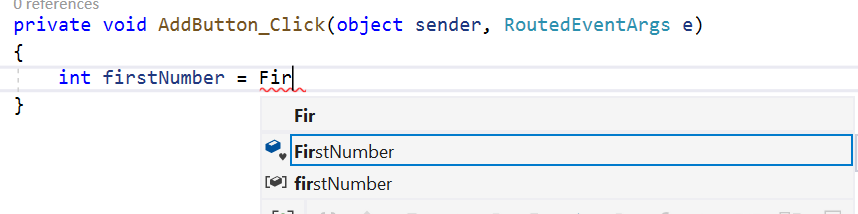 0 references
private void AddButton_Click(object sender, RoutedEventArgs e)
{
int firstNumber = Fir
}
Fir
FirstNumber
firstNumber